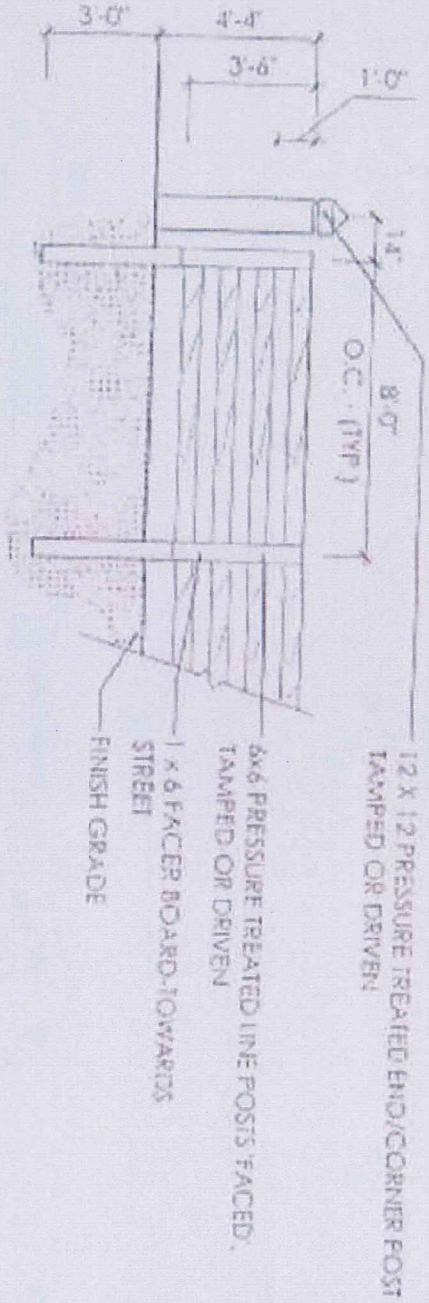 3'-0"
4'-4"
3'-6"
1'-0"
14"
8'-0"
O.C. - (TYP)
12 X 12 PRESSURE TREATED END/CORNER POST
TAMPED OR DRIVEN
6x6 PRESSURE TREATED LINE POSTS 'FACED'.
TAMPED OR DRIVEN
1 x 6 FACER BOARD-TOWARDS
STREET
FINISH GRADE